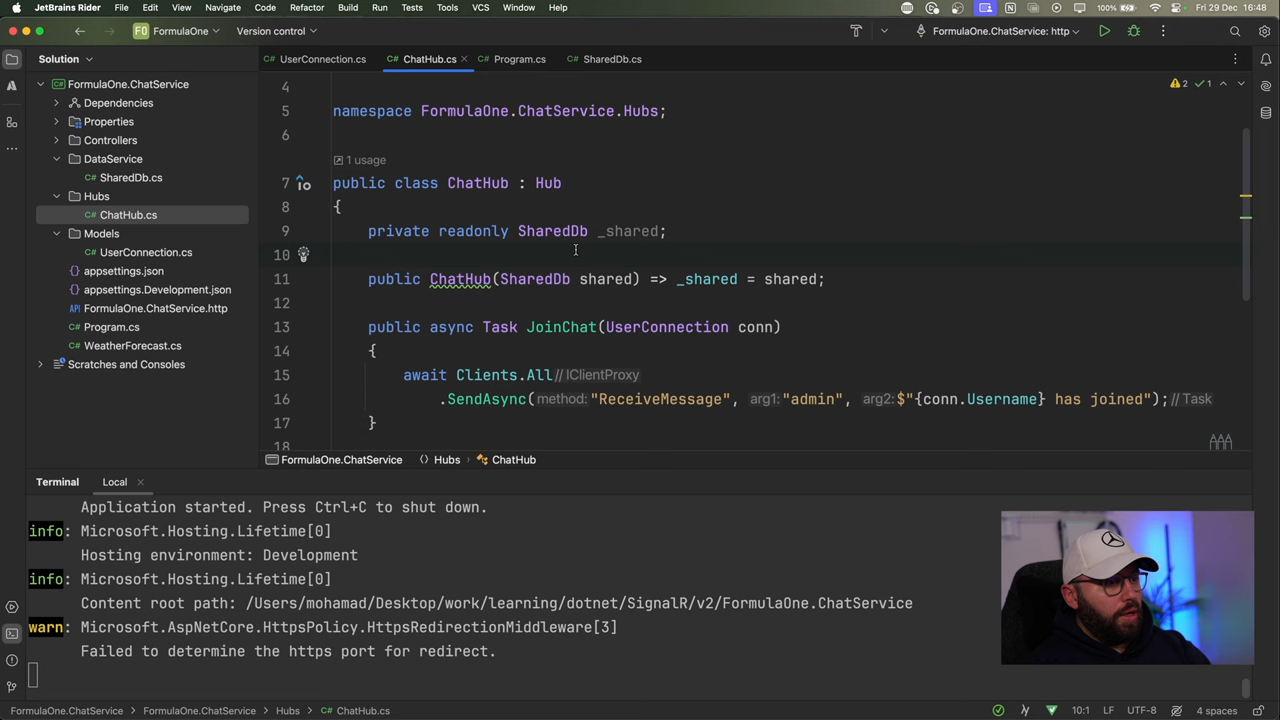 JetBrains Rider File Edit View Navigate Code Refactor Build Run Tests Tools VCS Window Help 100% Fri 29 Dec 16:48
F0 FormulaOne Version control FormulaOne.ChatService: http
Solution
UserConnection.cs ChatHub.cs Program.cs SharedDb.cs
FormulaOne.ChatService
Dependencies
Properties
Controllers
DataService
SharedDb.cs
Hubs
ChatHub.cs
Models
UserConnection.cs
appsettings.json
appsettings.Development.json
FormulaOne.ChatService.http
Program.cs
WeatherForecast.cs
Scratches and Consoles
2 1
4
5 namespace FormulaOne.ChatService.Hubs;
6
1 usage
7 public class ChatHub : Hub
8 {
9 private readonly SharedDb _shared;
10
11 public ChatHub(SharedDb shared) => _shared = shared;
12
13 public async Task JoinChat(UserConnection conn)
14 {
15 await Clients.All // IClientProxy
16 .SendAsync( method: "ReceiveMessage", arg1: "admin", arg2: $"{conn.Username} has joined"); // Task
17 }
18
FormulaOne.ChatService Hubs ChatHub
Terminal Local
Application started. Press Ctrl+C to shut down.
info: Microsoft.Hosting.Lifetime[0]
Hosting environment: Development
info: Microsoft.Hosting.Lifetime[0]
Content root path: /Users/mohamad/Desktop/work/learning/dotnet/SignalR/v2/FormulaOne.ChatService
warn: Microsoft.AspNetCore.HttpsPolicy.HttpsRedirectionMiddleware[3]
Failed to determine the https port for redirect.
FormulaOne.ChatService FormulaOne.ChatService Hubs ChatHub.cs 10:1 LF UTF-8 4 spaces